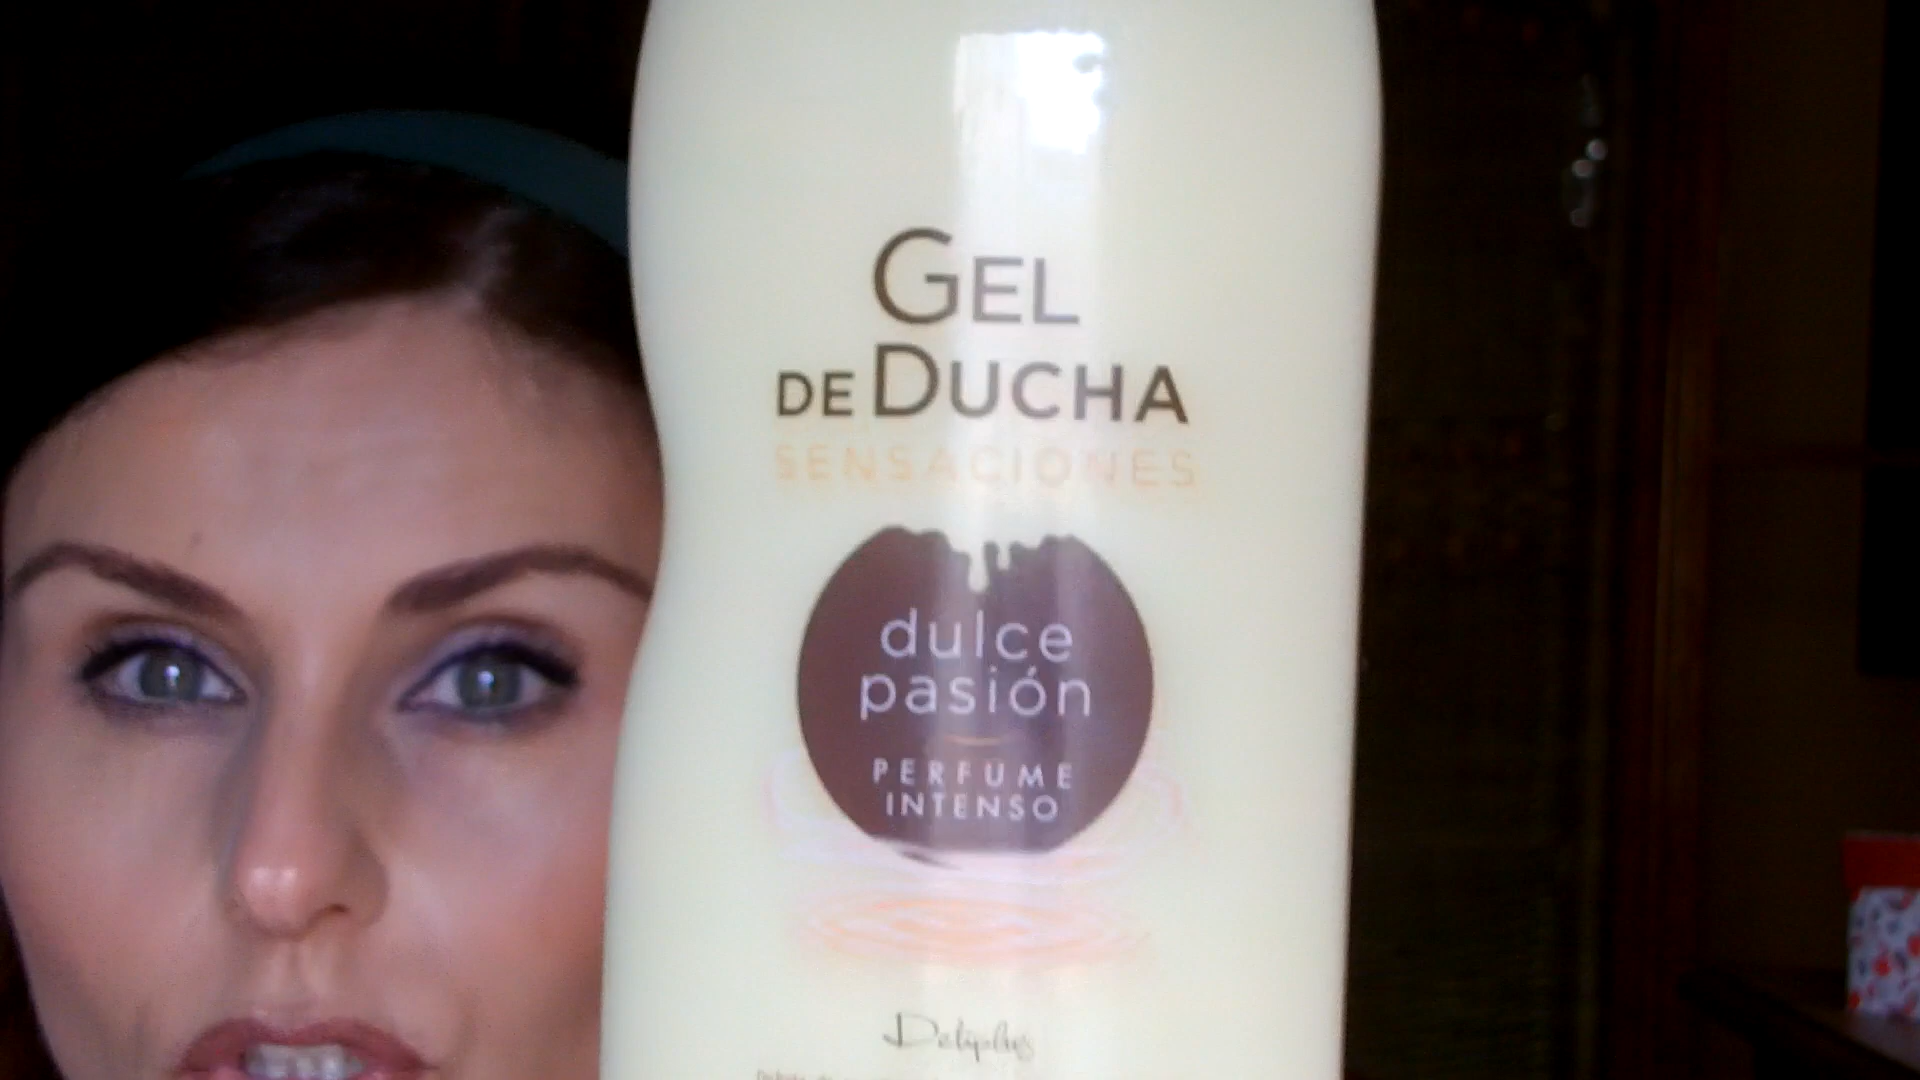 GEL
DE DUCHA
SENSACIONES
dulce
pasión
PERFUME
INTENSO
Deliplus